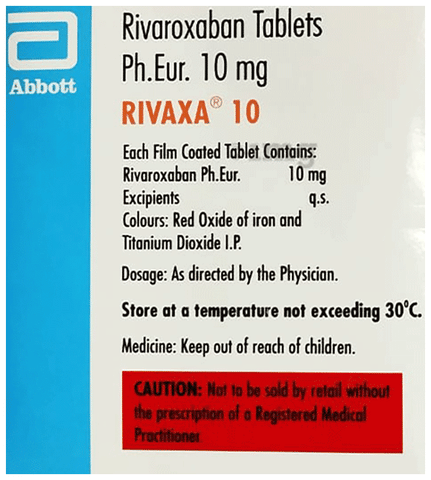 Abbott
Rivaroxaban Tablets
Ph.Eur. 10 mg
RIVAXA® 10
Each Film Coated Tablet Contains:
Rivaroxaban Ph.Eur. 10 mg
Excipients q.s.
Colours: Red Oxide of iron and
Titanium Dioxide I.P.
Dosage: As directed by the Physician.
Store at a temperature not exceeding 30°C.
Medicine: Keep out of reach of children.
CAUTION: Not to be sold by retail without
the prescription of a Registered Medical
Practitioner